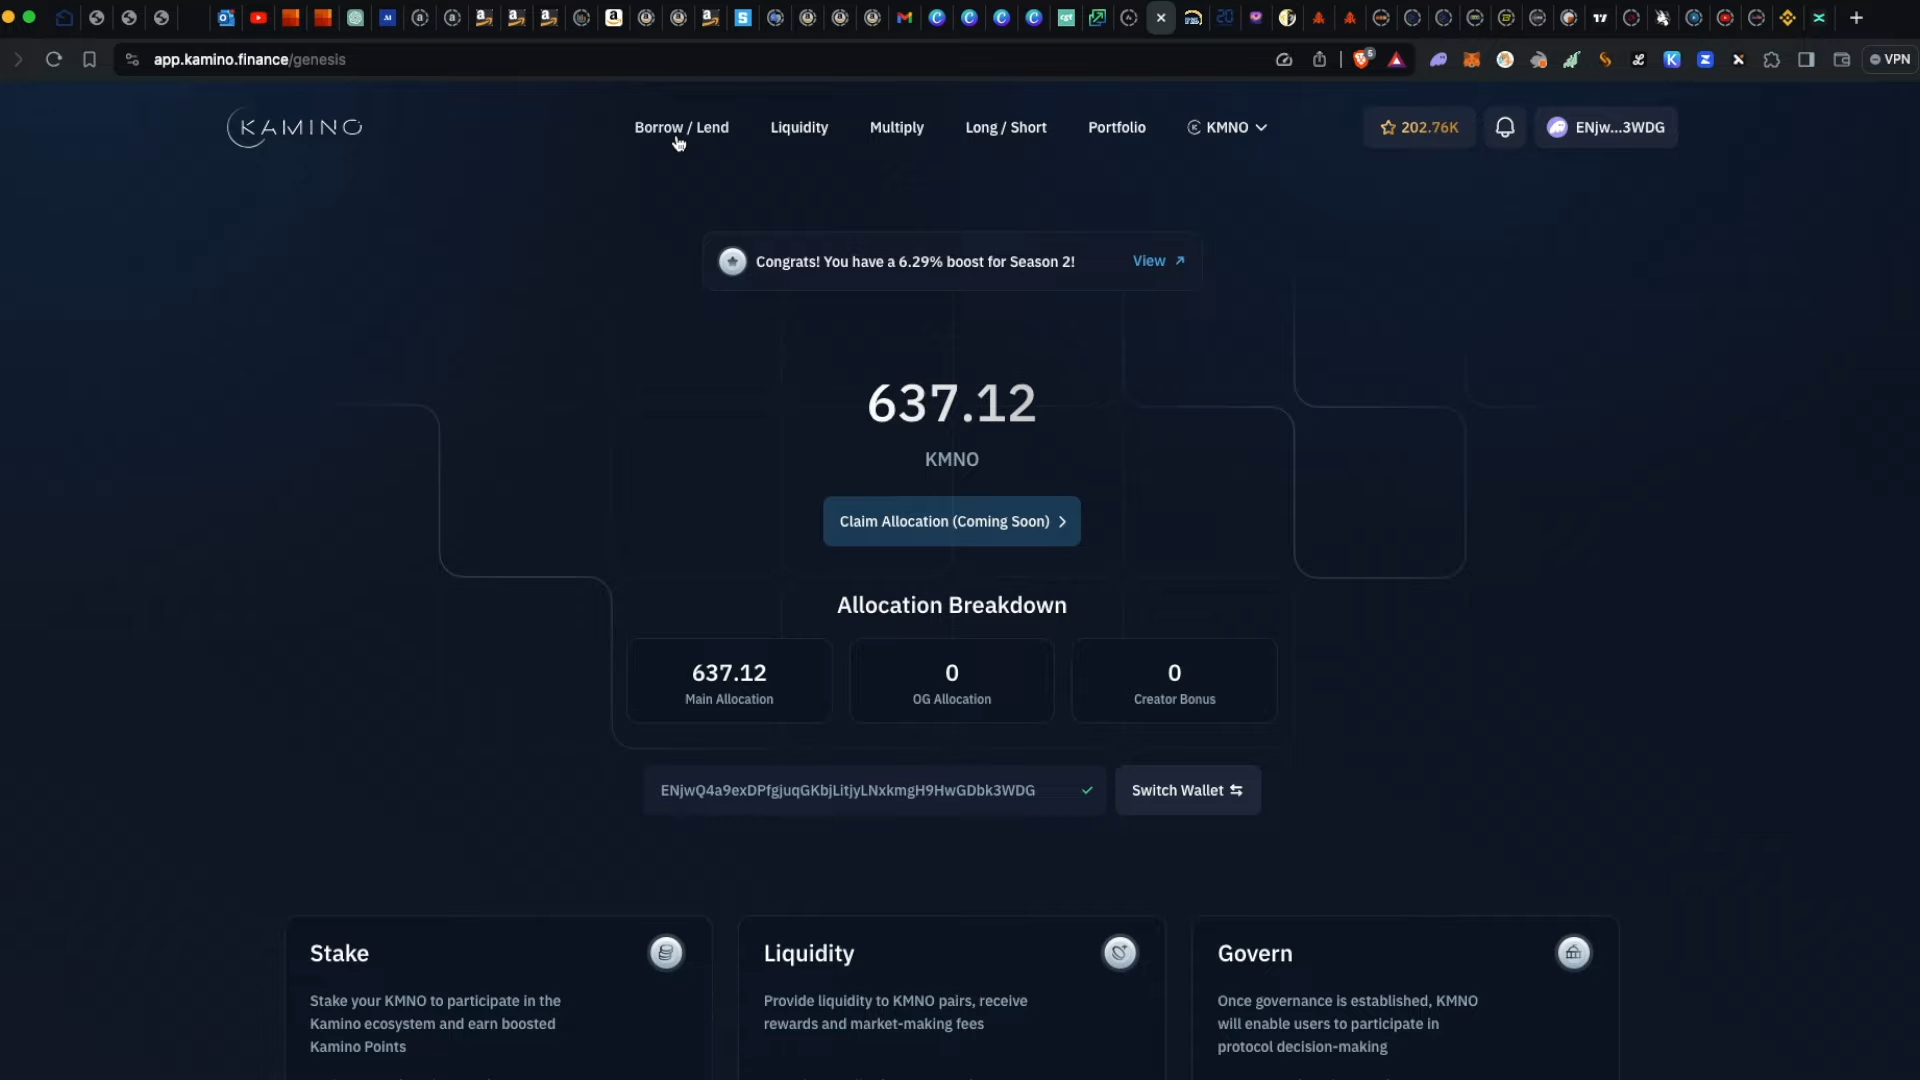 app.kamino.finance/genesis
5
VPN
KAMINO
Borrow / Lend
Liquidity
Multiply
Long / Short
Portfolio
KMNO
202.76K
ENjw...3WDG
Congrats! You have a 6.29% boost for Season 2!
View
637.12
KMNO
Claim Allocation (Coming Soon)
Allocation Breakdown
637.12
Main Allocation
0
OG Allocation
0
Creator Bonus
ENjwQ4a9exDPfgjuqGKbjLitjyLNxkmgH9HwGDbk3WDG
Switch Wallet
Stake
Stake your KMNO to participate in the
Kamino ecosystem and earn boosted
Kamino Points
Liquidity
Provide liquidity to KMNO pairs, receive
rewards and market-making fees
Govern
Once governance is established, KMNO
will enable users to participate in
protocol decision-making